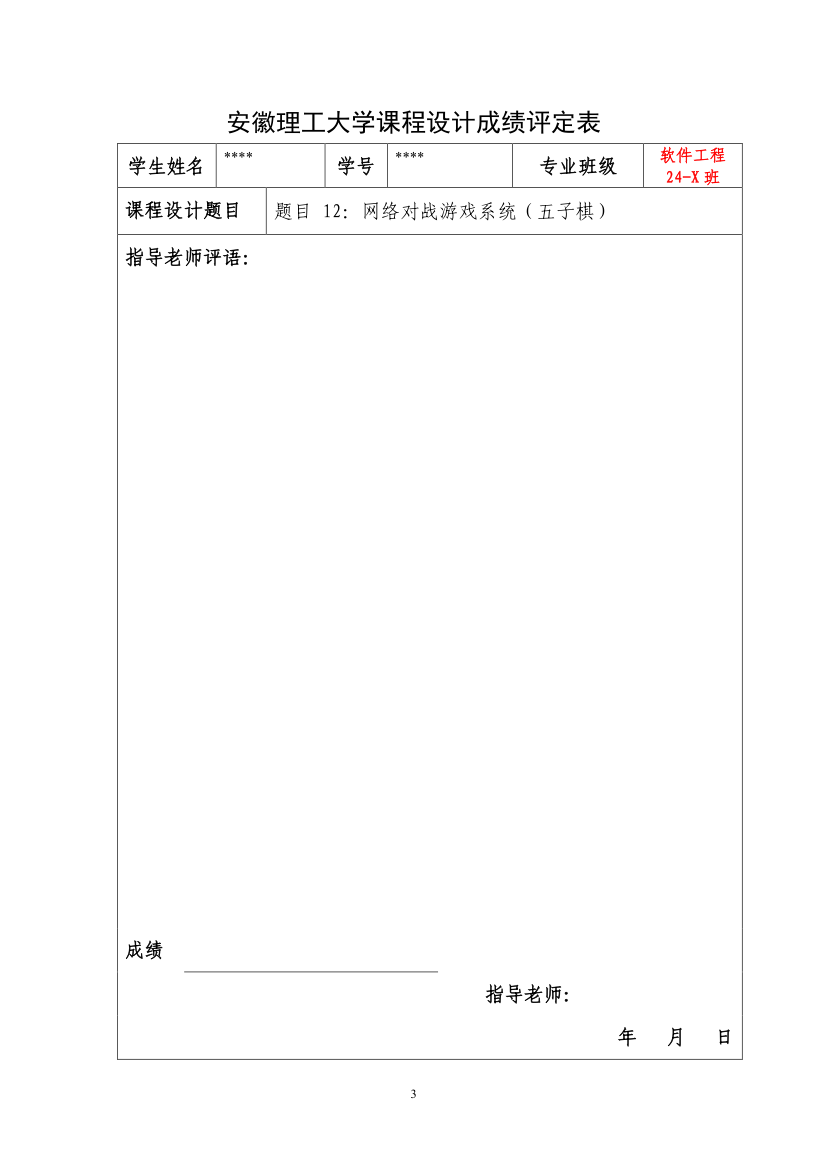 安徽理工大学课程设计成绩评定表
学生姓名 **** 学号 **** 专业班级 软件工程
24-X 班
课程设计题目 题目 12: 网络对战游戏系统（五子棋）
指导老师评语:
成绩
指导老师:
年 月 日
3